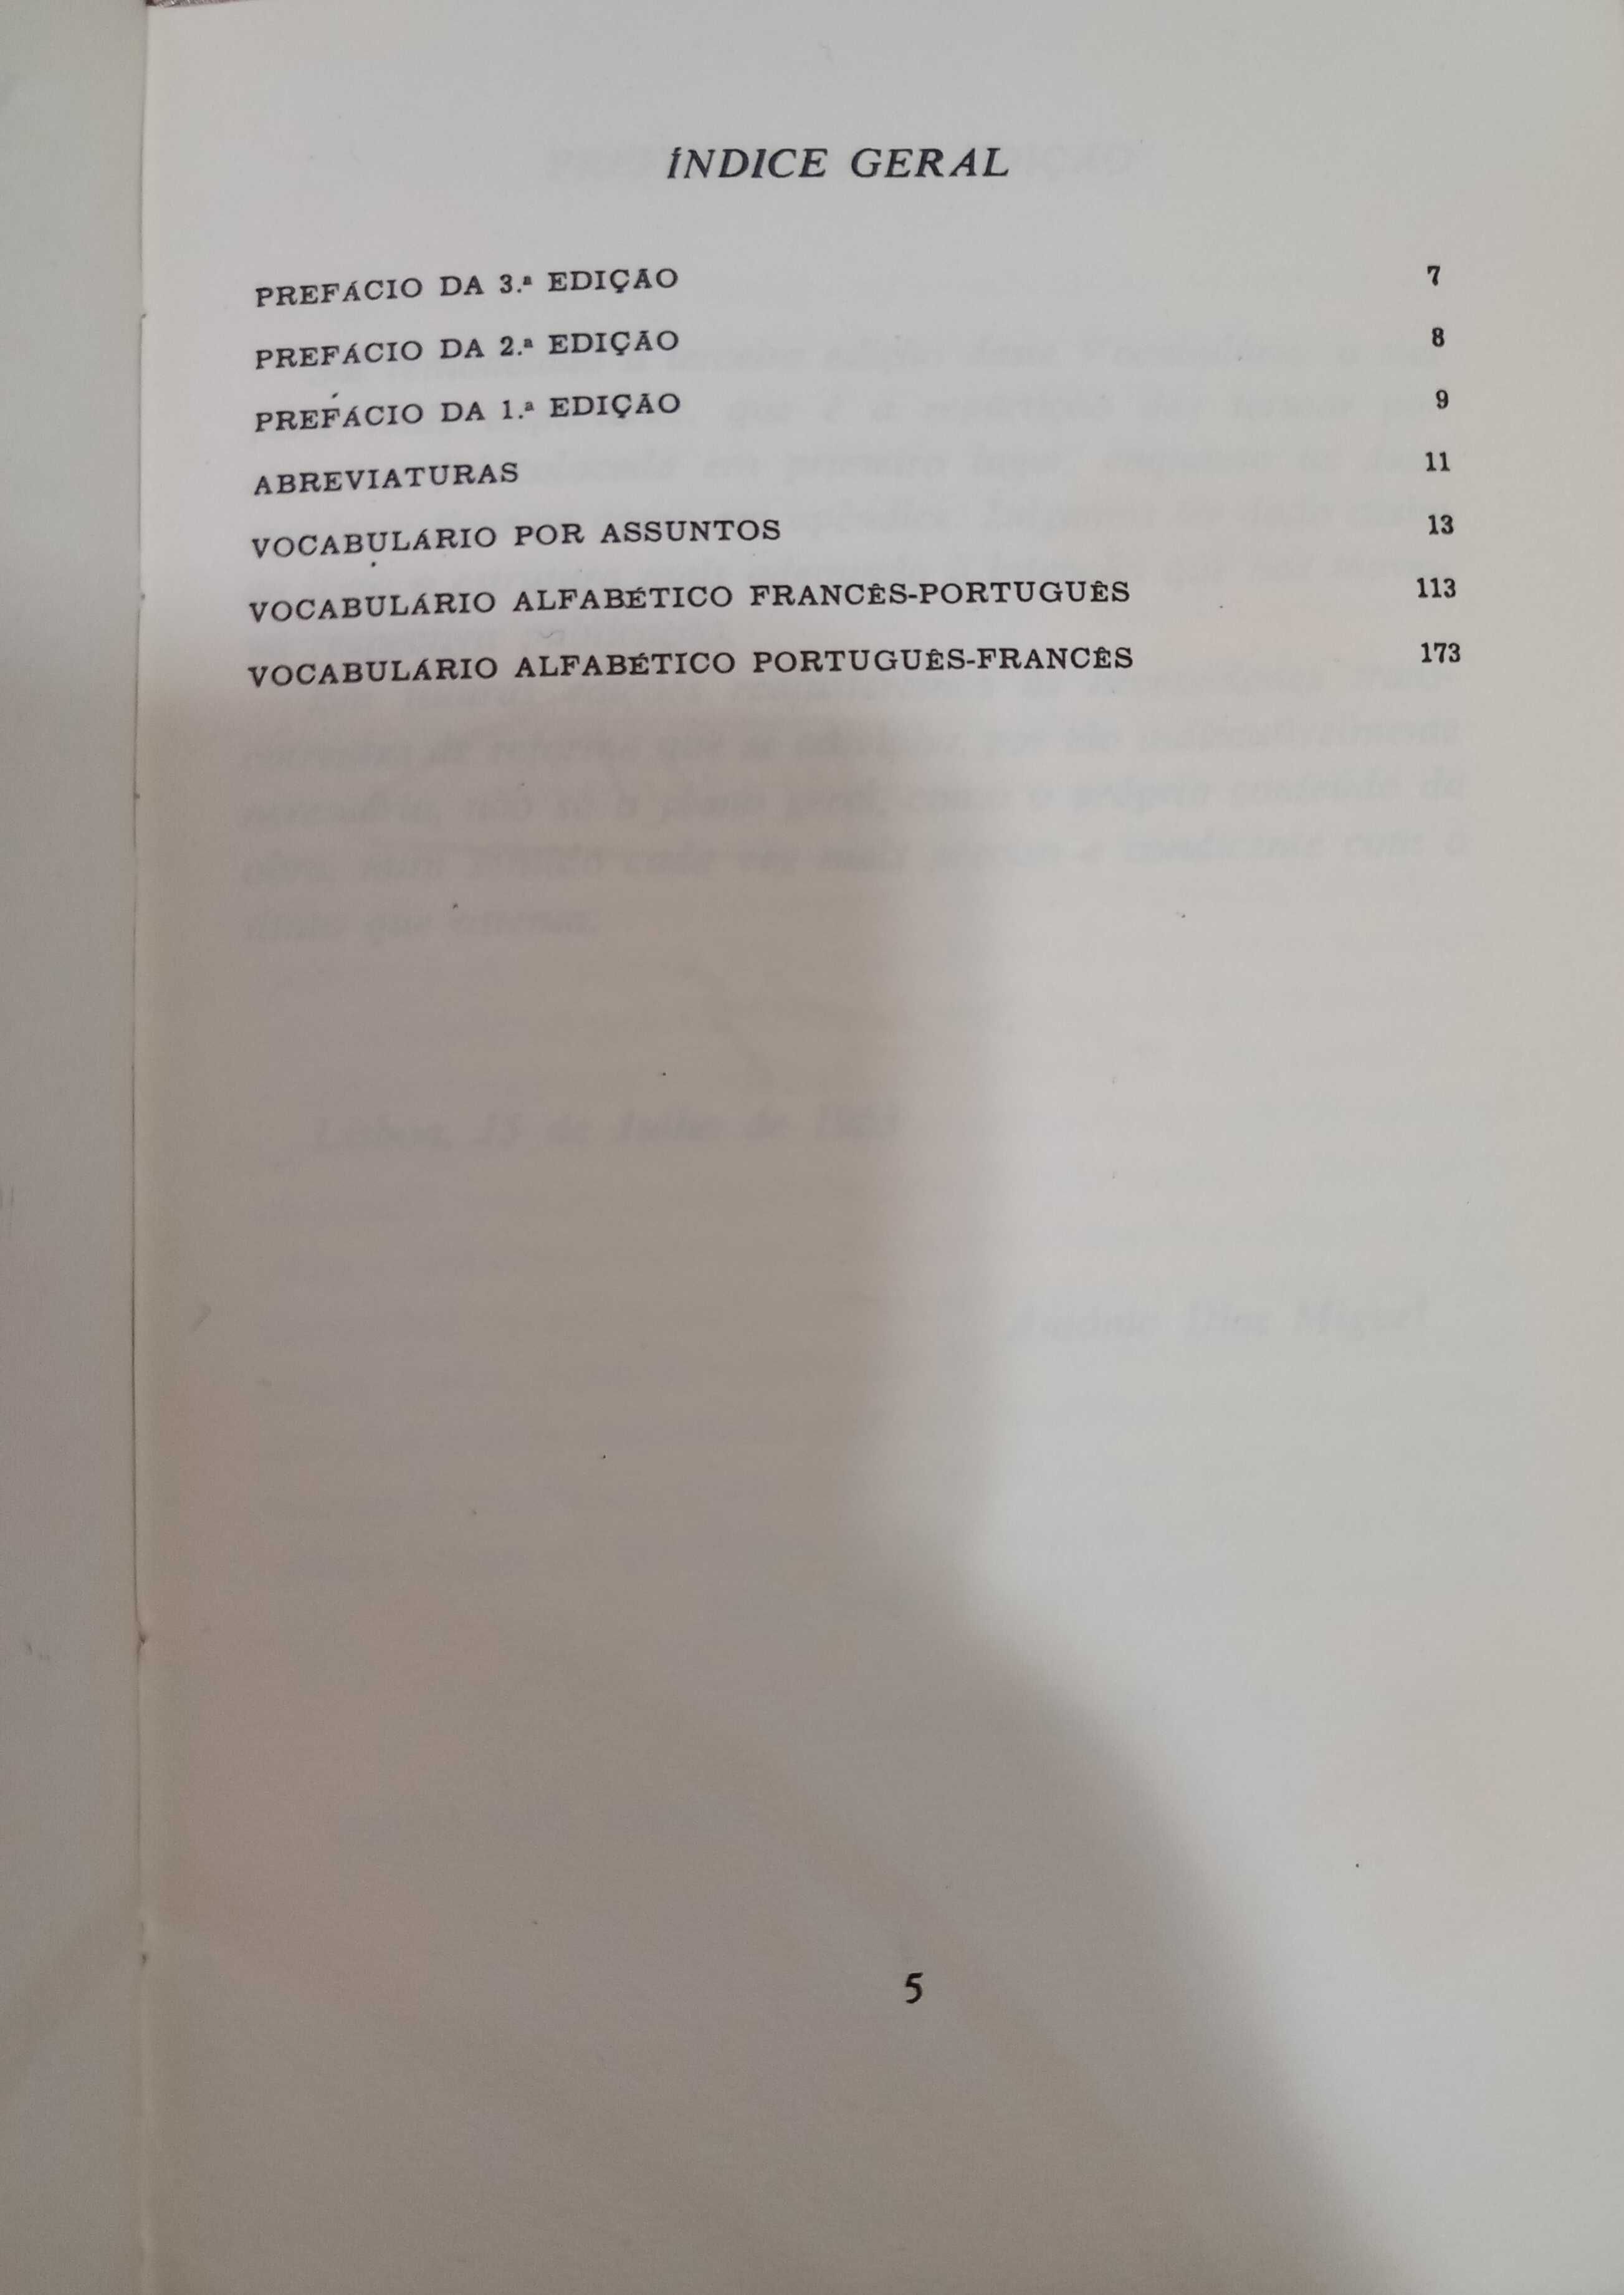 ÍNDICE GERAL
PREFÁCIO DA 3.ª EDIÇÃO 7
PREFÁCIO DA 2.ª EDIÇÃO 8
PREFÁCIO DA 1.ª EDIÇÃO 9
ABREVIATURAS 11
VOCABULÁRIO POR ASSUNTOS 13
VOCABULÁRIO ALFABÉTICO FRANCÊS-PORTUGUÊS 113
VOCABULÁRIO ALFABÉTICO PORTUGUÊS-FRANCÊS 173
5